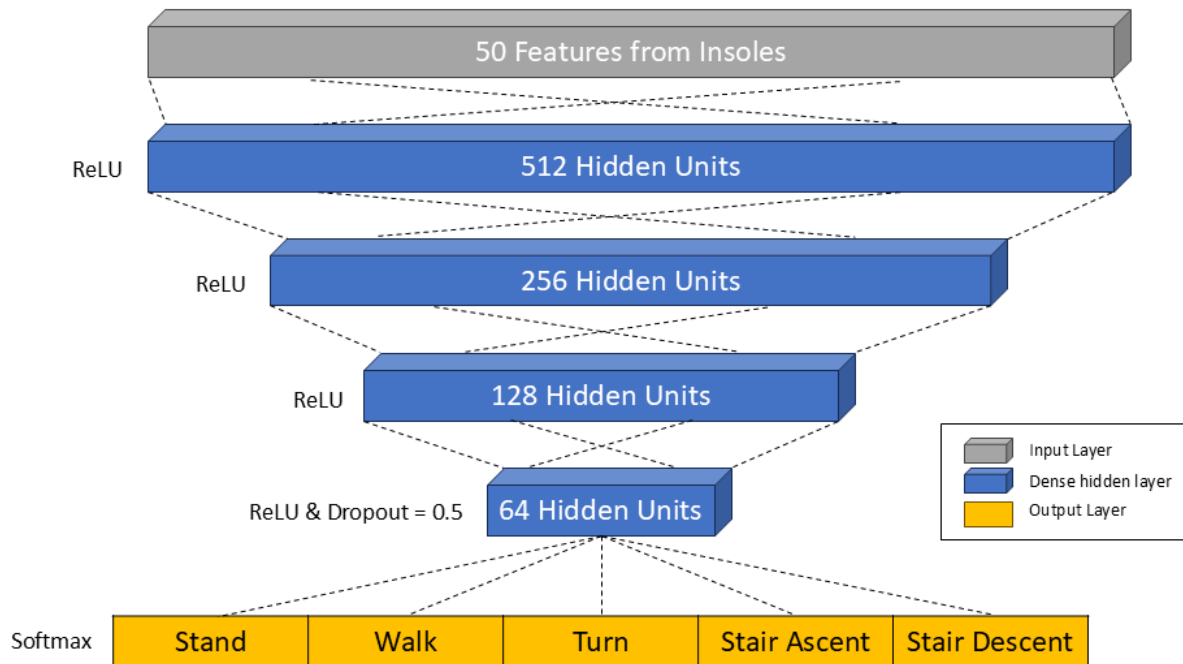 50 Features from Insoles
ReLU
512 Hidden Units
ReLU
256 Hidden Units
ReLU
128 Hidden Units
ReLU & Dropout = 0.5
64 Hidden Units
Input Layer
Dense hidden layer
Output Layer
Softmax
Stand
Walk
Turn
Stair Ascent
Stair Descent